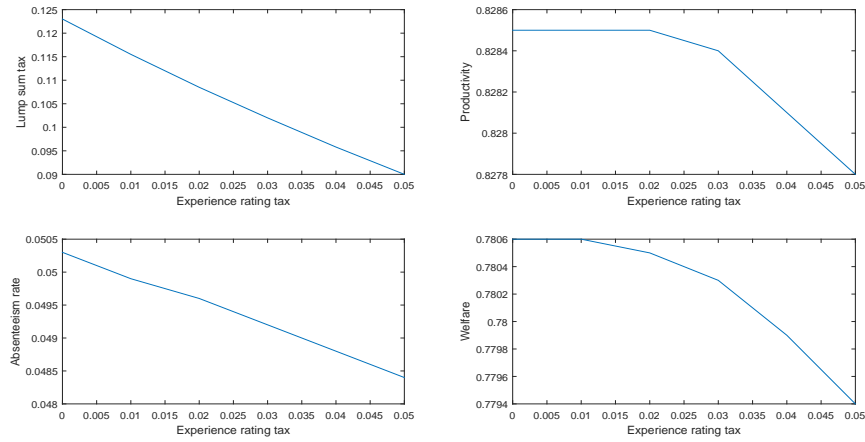 0.125
0.12
0.115
0.11
0.105
0.1
0.095
0.09
Lump sum tax
0 0.005 0.01 0.015 0.02 0.025 0.03 0.035 0.04 0.045 0.05
Experience rating tax
0.8286
0.8284
0.8282
0.828
0.8278
Productivity
0 0.005 0.01 0.015 0.02 0.025 0.03 0.035 0.04 0.045 0.05
Experience rating tax
0.0505
0.05
0.0495
0.049
0.0485
0.048
Absenteeism rate
0 0.005 0.01 0.015 0.02 0.025 0.03 0.035 0.04 0.045 0.05
Experience rating tax
0.7806
0.7804
0.7802
0.78
0.7798
0.7796
0.7794
Welfare
0 0.005 0.01 0.015 0.02 0.025 0.03 0.035 0.04 0.045 0.05
Experience rating tax